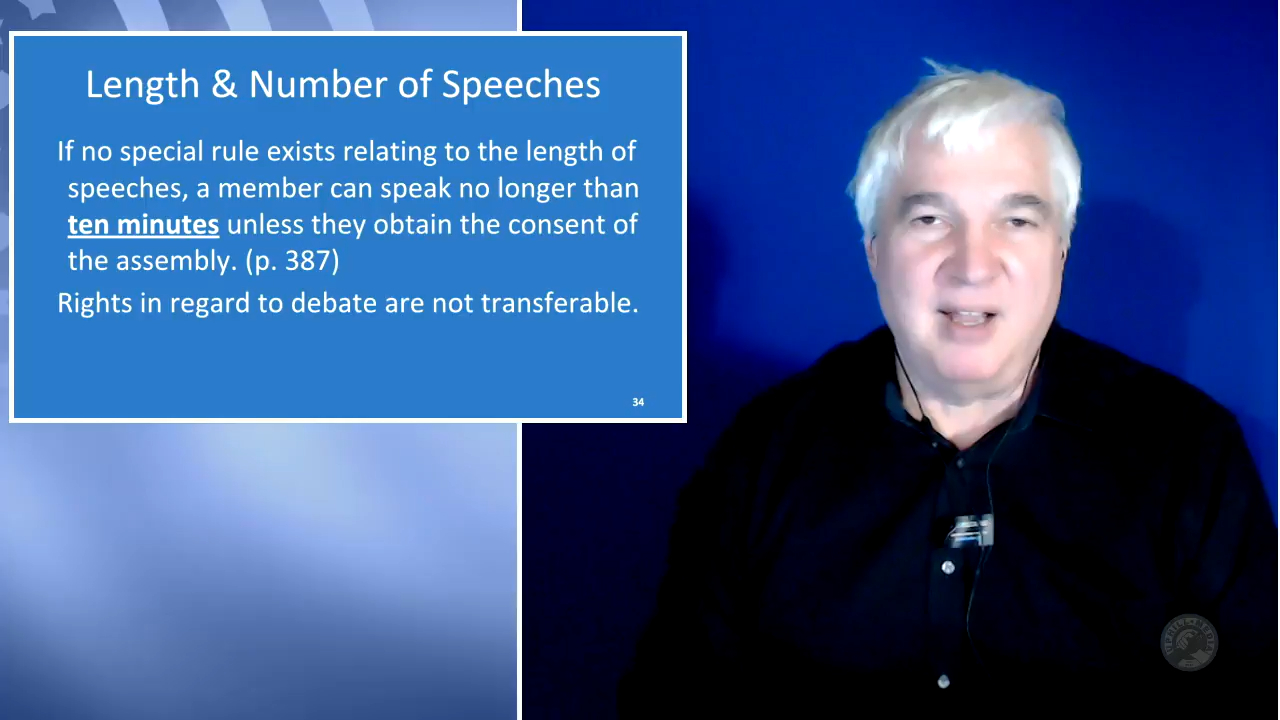 Length & Number of Speeches
If no special rule exists relating to the length of
speeches, a member can speak no longer than
ten minutes unless they obtain the consent of
the assembly. (p. 387)
Rights in regard to debate are not transferable.
34